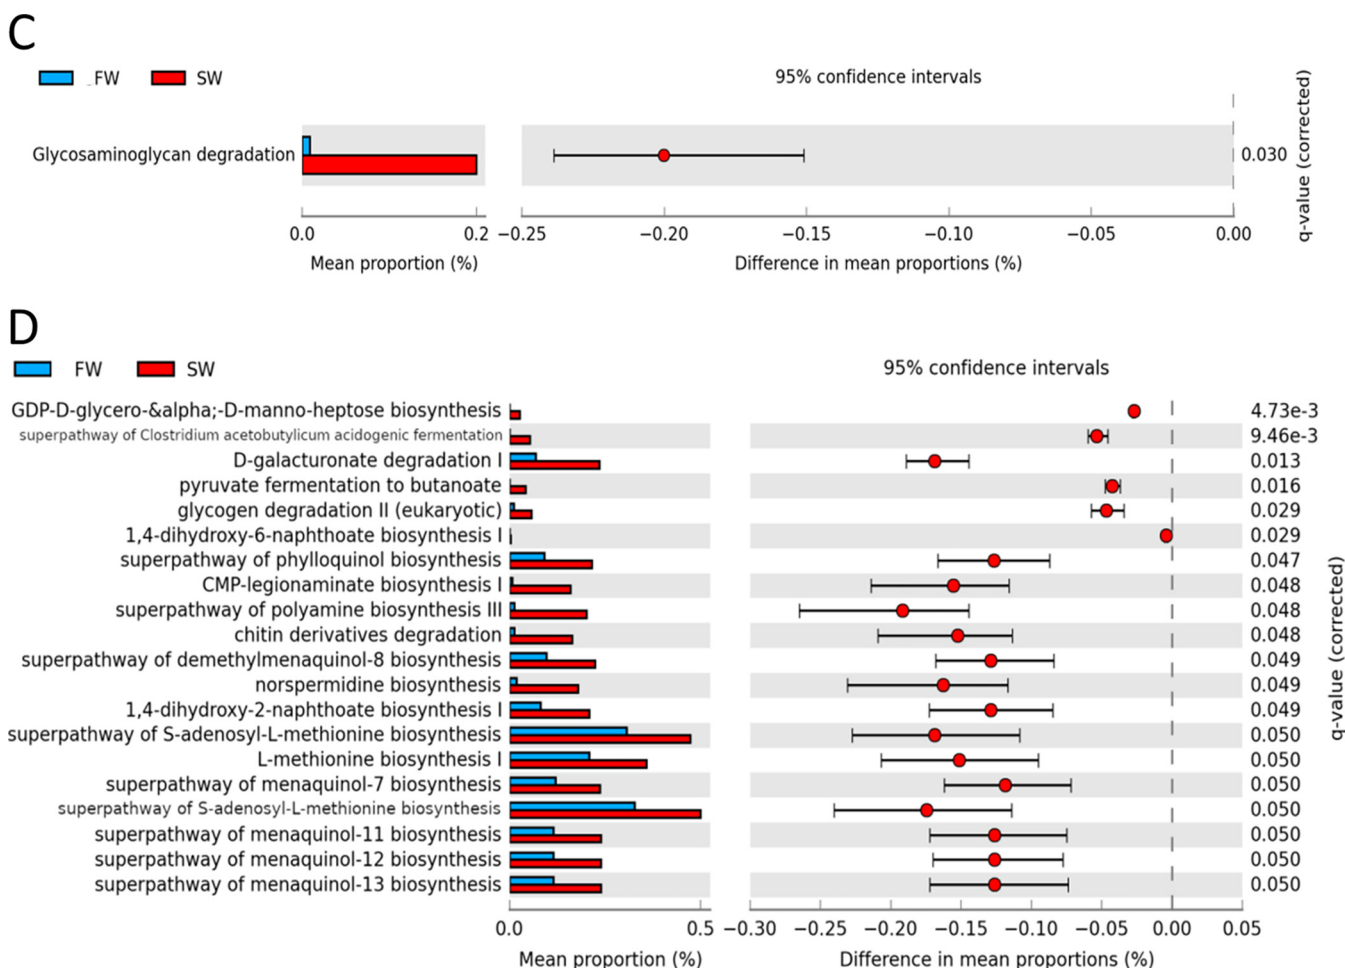 C
FW SW 95% confidence intervals
Glycosaminoglycan degradation 0.030
q-value (corrected)
0.0 0.2 −0.25 −0.20 −0.15 −0.10 −0.05 0.00
Mean proportion (%) Difference in mean proportions (%)
D
FW SW 95% confidence intervals
GDP-D-glycero-&alpha;-D-manno-heptose biosynthesis 4.73e-3
superpathway of Clostridium acetobutylicum acidogenic fermentation 9.46e-3
D-galacturonate degradation I 0.013
pyruvate fermentation to butanoate 0.016
glycogen degradation II (eukaryotic) 0.029
1,4-dihydroxy-6-naphthoate biosynthesis I 0.029
superpathway of phylloquinol biosynthesis 0.047
CMP-legionaminate biosynthesis I 0.048
superpathway of polyamine biosynthesis III 0.048
chitin derivatives degradation 0.048
superpathway of demethylmenaquinol-8 biosynthesis 0.049
norspermidine biosynthesis 0.049
1,4-dihydroxy-2-naphthoate biosynthesis I 0.049
superpathway of S-adenosyl-L-methionine biosynthesis 0.050
L-methionine biosynthesis I 0.050
superpathway of menaquinol-7 biosynthesis 0.050
superpathway of S-adenosyl-L-methionine biosynthesis 0.050
superpathway of menaquinol-11 biosynthesis 0.050
superpathway of menaquinol-12 biosynthesis 0.050
superpathway of menaquinol-13 biosynthesis 0.050
q-value (corrected)
0.0 0.5 −0.30 −0.25 −0.20 −0.15 −0.10 −0.05 0.00 0.05
Mean proportion (%) Difference in mean proportions (%)